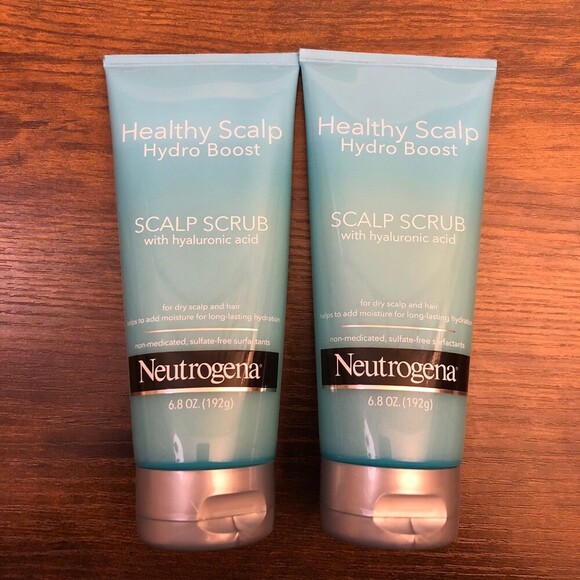 Healthy Scalp
Hydro Boost
SCALP SCRUB
with hyaluronic acid
for dry scalp and hair
helps to add moisture for long-lasting hydration
non-medicated, sulfate-free surfactants
Neutrogena®
6.8 OZ. (192g)
Healthy Scalp
Hydro Boost
SCALP SCRUB
with hyaluronic acid
for dry scalp and hair
helps to add moisture for long-lasting hydration
non-medicated, sulfate-free surfactants
Neutrogena®
6.8 OZ. (192g)